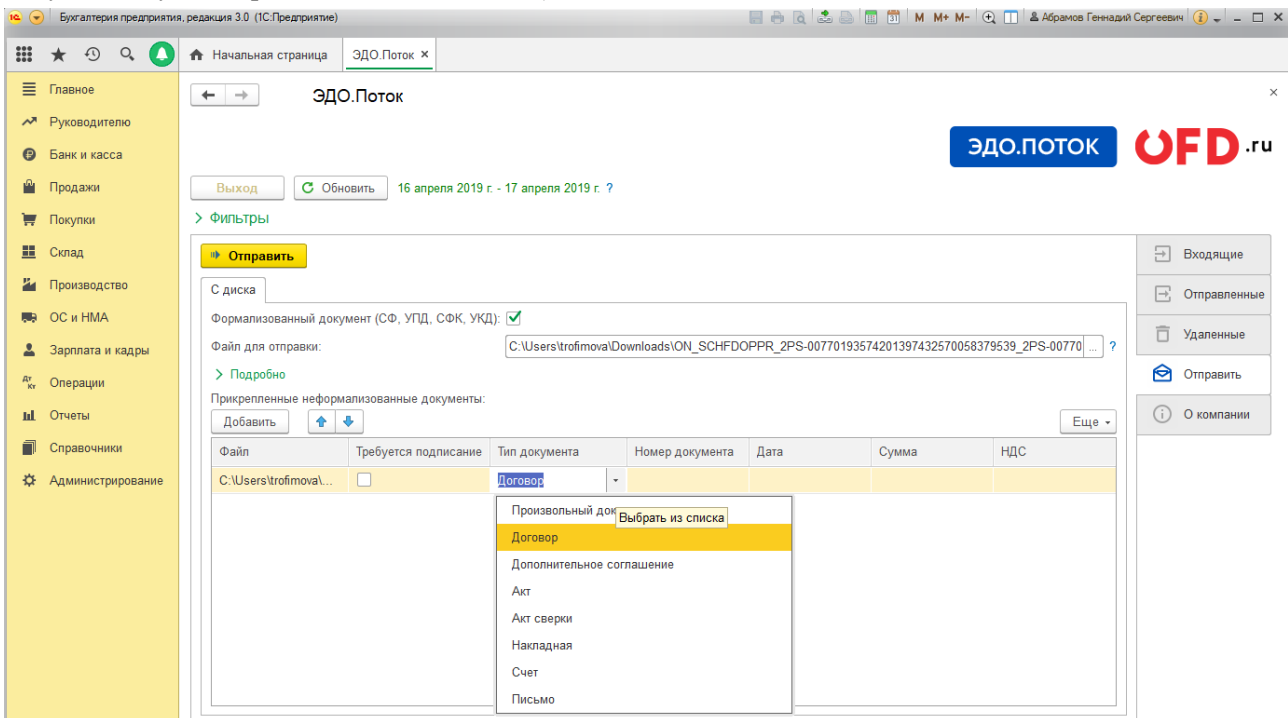 Бухгалтерия предприятия, редакция 3.0 (1С:Предприятие)
M M+ M-
Абрамов Геннадий Сергеевич
Начальная страница
ЭДО.Поток ×
Главное
Руководителю
Банк и касса
Продажи
Покупки
Склад
Производство
ОС и НМА
Зарплата и кадры
Операции
Отчеты
Справочники
Администрирование
ЭДО.Поток
ЭДО.ПОТОК
OFD.ru
Выход
Обновить
16 апреля 2019 г. - 17 апреля 2019 г. ?
Фильтры
Отправить
С диска
Формализованный документ (СФ, УПД, СФК, УКД):
Файл для отправки:
C:\Users\trofimova\Downloads\ON_SCHFDOPPR_2PS-0077019357420139743257005837​9539_2PS-00770 ... ?
Подробно
Прикрепленные неформализованные документы:
Добавить
Еще
Файл
Требуется подписание
Тип документа
Номер документа
Дата
Сумма
НДС
C:\Users\trofimova\...
Договор
Произвольный док
Выбрать из списка
Договор
Дополнительное соглашение
Акт
Акт сверки
Накладная
Счет
Письмо
Входящие
Отправленные
Удаленные
Отправить
О компании